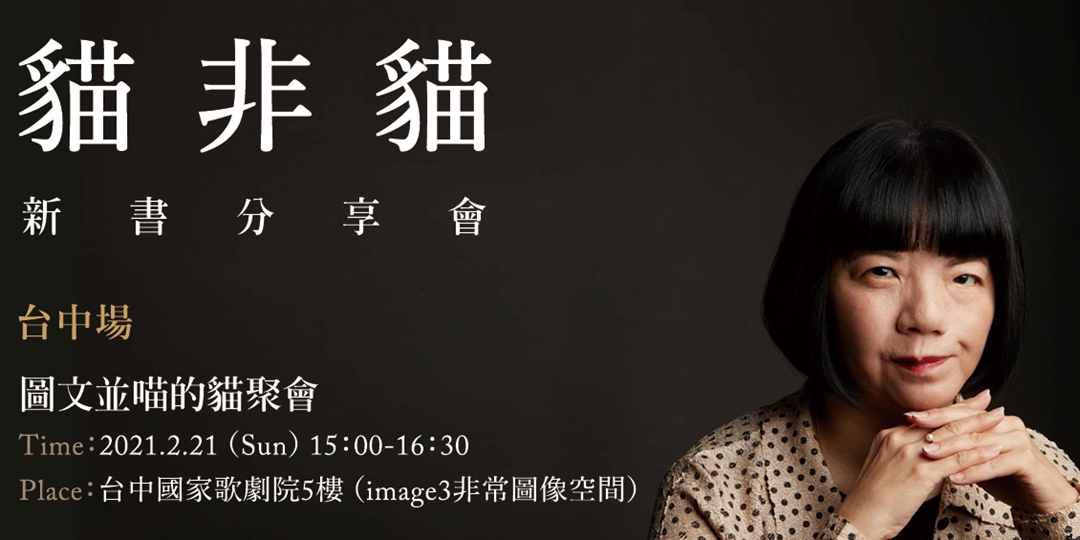 貓非貓
新書分享會
台中場
圖文並喵的貓聚會
Time：2021.2.21（Sun）15：00-16：30
Place：台中國家歌劇院5樓（image3非常圖像空間）